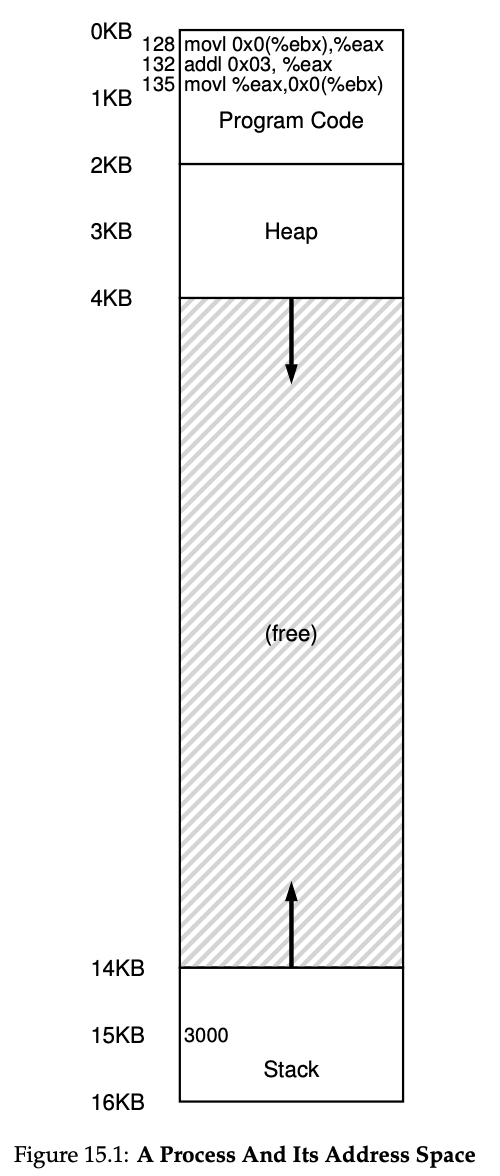 0KB
128 movl 0x0(%ebx),%eax
132 addl 0x03, %eax
135 movl %eax,0x0(%ebx)
1KB
Program Code
2KB
3KB Heap
4KB
(free)
14KB
15KB 3000
Stack
16KB
Figure 15.1: A Process And Its Address Space